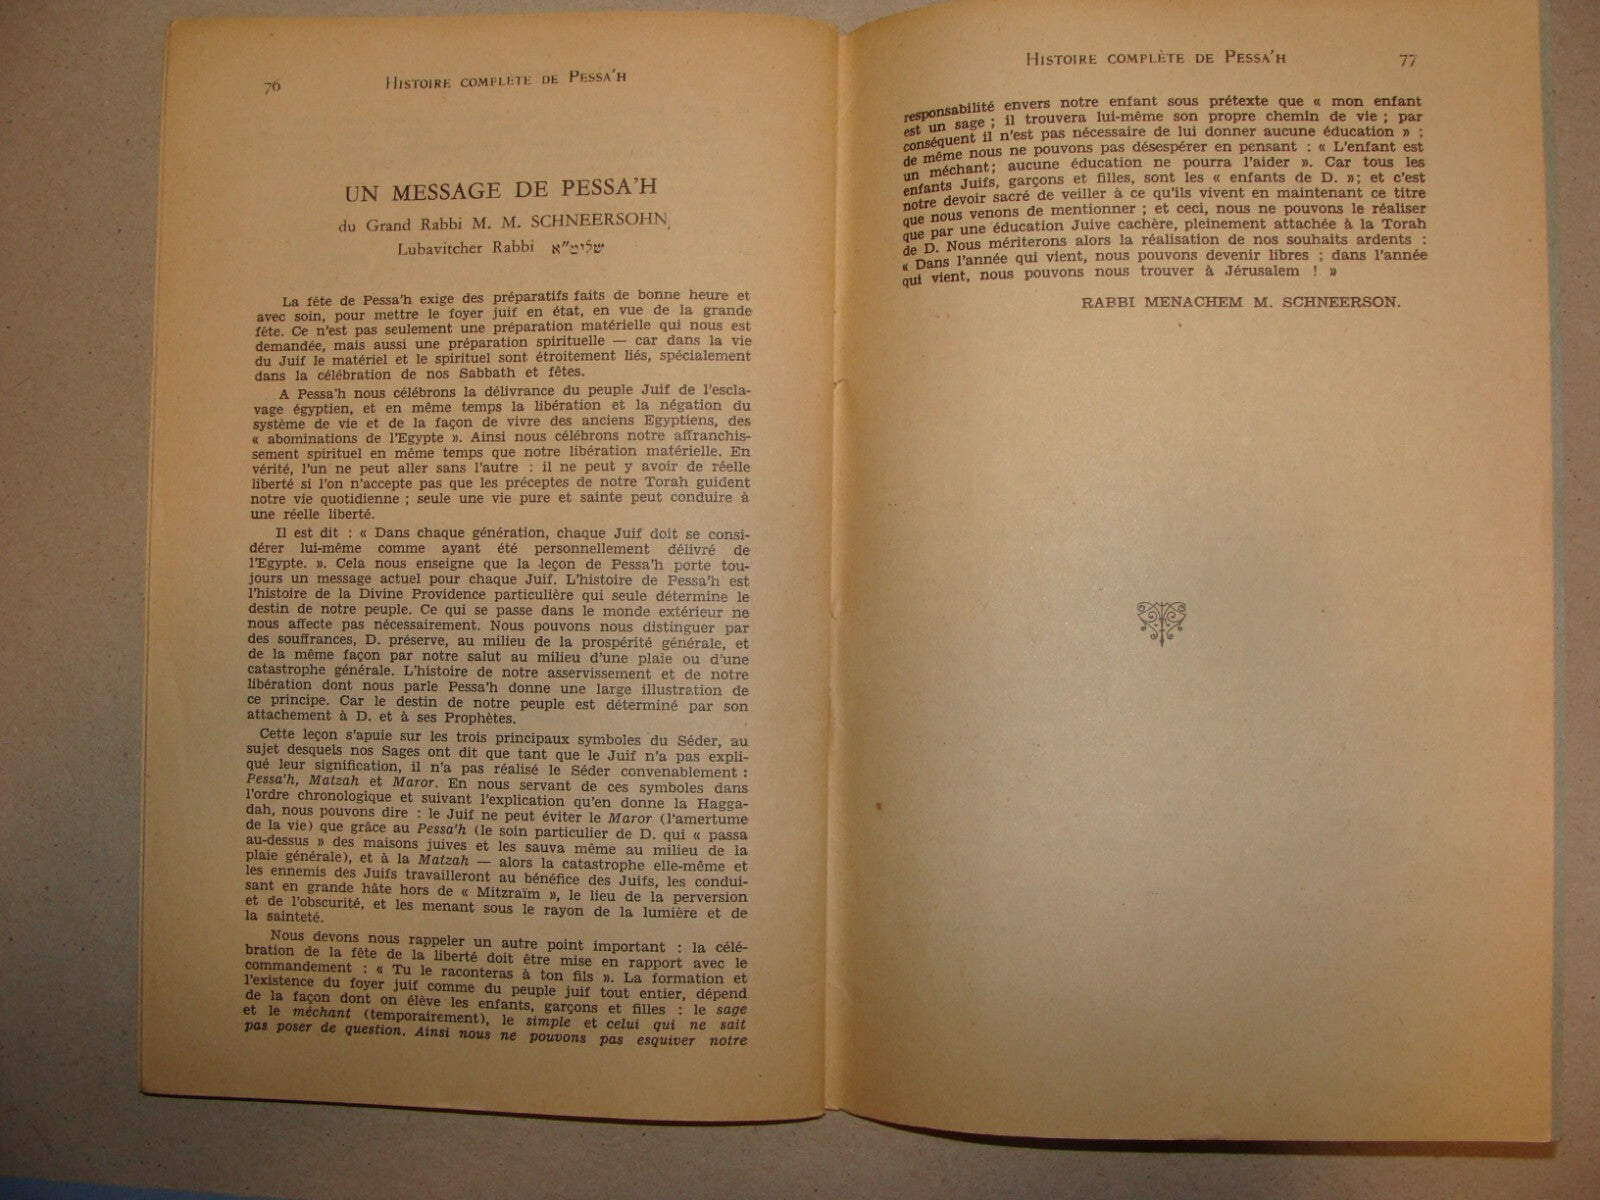 76
HISTOIRE COMPLÈTE DE PESSA'H
UN MESSAGE DE PESSA'H
du Grand Rabbi M. M. SCHNEERSOHN,
Lubavitcher Rabbi שליט״א
La fête de Pessa'h exige des préparatifs faits de bonne heure et
avec soin, pour mettre le foyer juif en état, en vue de la grande
fête. Ce n'est pas seulement une préparation matérielle qui nous est
demandée, mais aussi une préparation spirituelle — car dans la vie
du Juif le matériel et le spirituel sont étroitement liés, spécialement
dans la célébration de nos Sabbath et fêtes.
A Pessa'h nous célébrons la délivrance du peuple Juif de l'escla-
vage égyptien, et en même temps la libération et la négation du
système de vie et de la façon de vivre des anciens Egyptiens, des
« abominations de l'Egypte ». Ainsi nous célébrons notre affranchis-
sement spirituel en même temps que notre libération matérielle. En
vérité, l'un ne peut aller sans l'autre : il ne peut y avoir de réelle
liberté si l'on n'accepte pas que les préceptes de notre Torah guident
notre vie quotidienne ; seule une vie pure et sainte peut conduire à
une réelle liberté.
Il est dit : « Dans chaque génération, chaque Juif doit se consi-
dérer lui-même comme ayant été personnellement délivré de
l'Egypte. ». Cela nous enseigne que la leçon de Pessa'h porte tou-
jours un message actuel pour chaque Juif. L'histoire de Pessa'h est
l'histoire de la Divine Providence particulière qui seule détermine le
destin de notre peuple. Ce qui se passe dans le monde extérieur ne
nous affecte pas nécessairement. Nous pouvons nous distinguer par
des souffrances, D. préserve, au milieu de la prospérité générale, et
de la même façon par notre salut au milieu d'une plaie ou d'une
catastrophe générale. L'histoire de notre asservissement et de notre
libération dont nous parle Pessa'h donne une large illustration de
ce principe. Car le destin de notre peuple est déterminé par son
attachement à D. et à ses Prophètes.
Cette leçon s'apuie sur les trois principaux symboles du Séder, au
sujet desquels nos Sages ont dit que tant que le Juif n'a pas expli-
qué leur signification, il n'a pas réalisé le Séder convenablement :
Pessa'h, Matzah et Maror. En nous servant de ces symboles dans
l'ordre chronologique et suivant l'explication qu'en donne la Hagga-
dah, nous pouvons dire : le Juif ne peut éviter le Maror (l'amertume
de la vie) que grâce au Pessa'h (le soin particulier de D. qui « passa
au-dessus » des maisons juives et les sauva même au milieu de la
plaie générale), et à la Matzah — alors la catastrophe elle-même et
les ennemis des Juifs travailleront au bénéfice des Juifs, les condui-
sant en grande hâte hors de « Mitzraïm », le lieu de la perversion
et de l'obscurité, et les menant sous le rayon de la lumière et de
la sainteté.
Nous devons nous rappeler un autre point important : la célé-
bration de la fête de la liberté doit être mise en rapport avec le
commandement : « Tu le raconteras à ton fils ». La formation et
l'existence du foyer juif comme du peuple juif tout entier, dépend
de la façon dont on élève les enfants, garçons et filles : le sage
et le méchant (temporairement), le simple et celui qui ne sait
pas poser de question. Ainsi nous ne pouvons pas esquiver notre
HISTOIRE COMPLÈTE DE PESSA'H
77
responsabilité envers notre enfant sous prétexte que « mon enfant
est un sage ; il trouvera lui-même son propre chemin de vie ; par
conséquent il n'est pas nécessaire de lui donner aucune éducation » ;
de même nous ne pouvons pas désespérer en pensant : « L'enfant est
un méchant; aucune éducation ne pourra l'aider ». Car tous les
enfants Juifs, garçons et filles, sont les « enfants de D. »; et c'est
notre devoir sacré de veiller à ce qu'ils vivent en maintenant ce titre
que nous venons de mentionner ; et ceci, nous ne pouvons le réaliser
que par une éducation Juive cachère, pleinement attachée à la Torah
de D. Nous mériterons alors la réalisation de nos souhaits ardents :
« Dans l'année qui vient, nous pouvons devenir libres ; dans l'année
qui vient, nous pouvons nous trouver à Jérusalem ! »
RABBI MENACHEM M. SCHNEERSON.